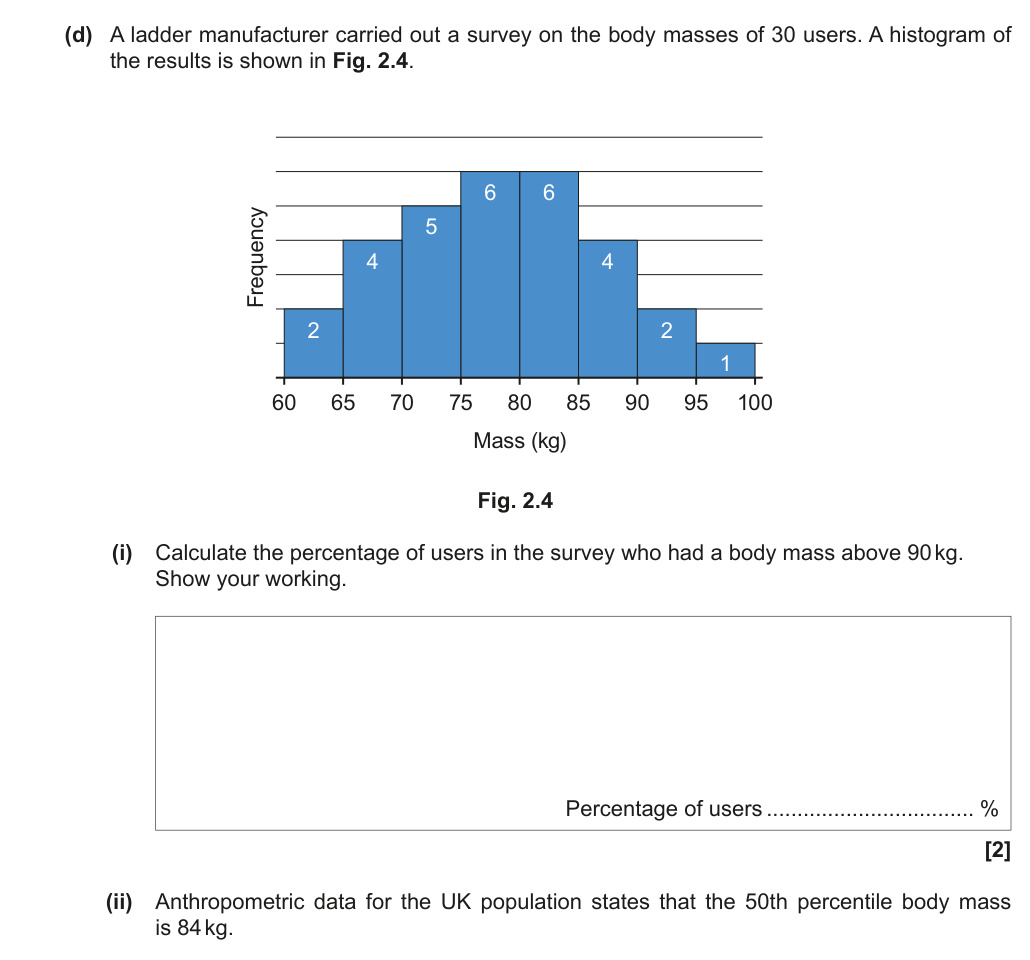 (d) A ladder manufacturer carried out a survey on the body masses of 30 users. A histogram of
the results is shown in Fig. 2.4.
Frequency
2
4
5
6
6
4
2
1
60 65 70 75 80 85 90 95 100
Mass (kg)
Fig. 2.4
(i) Calculate the percentage of users in the survey who had a body mass above 90 kg.
Show your working.
Percentage of users .................................. %
[2]
(ii) Anthropometric data for the UK population states that the 50th percentile body mass
is 84 kg.